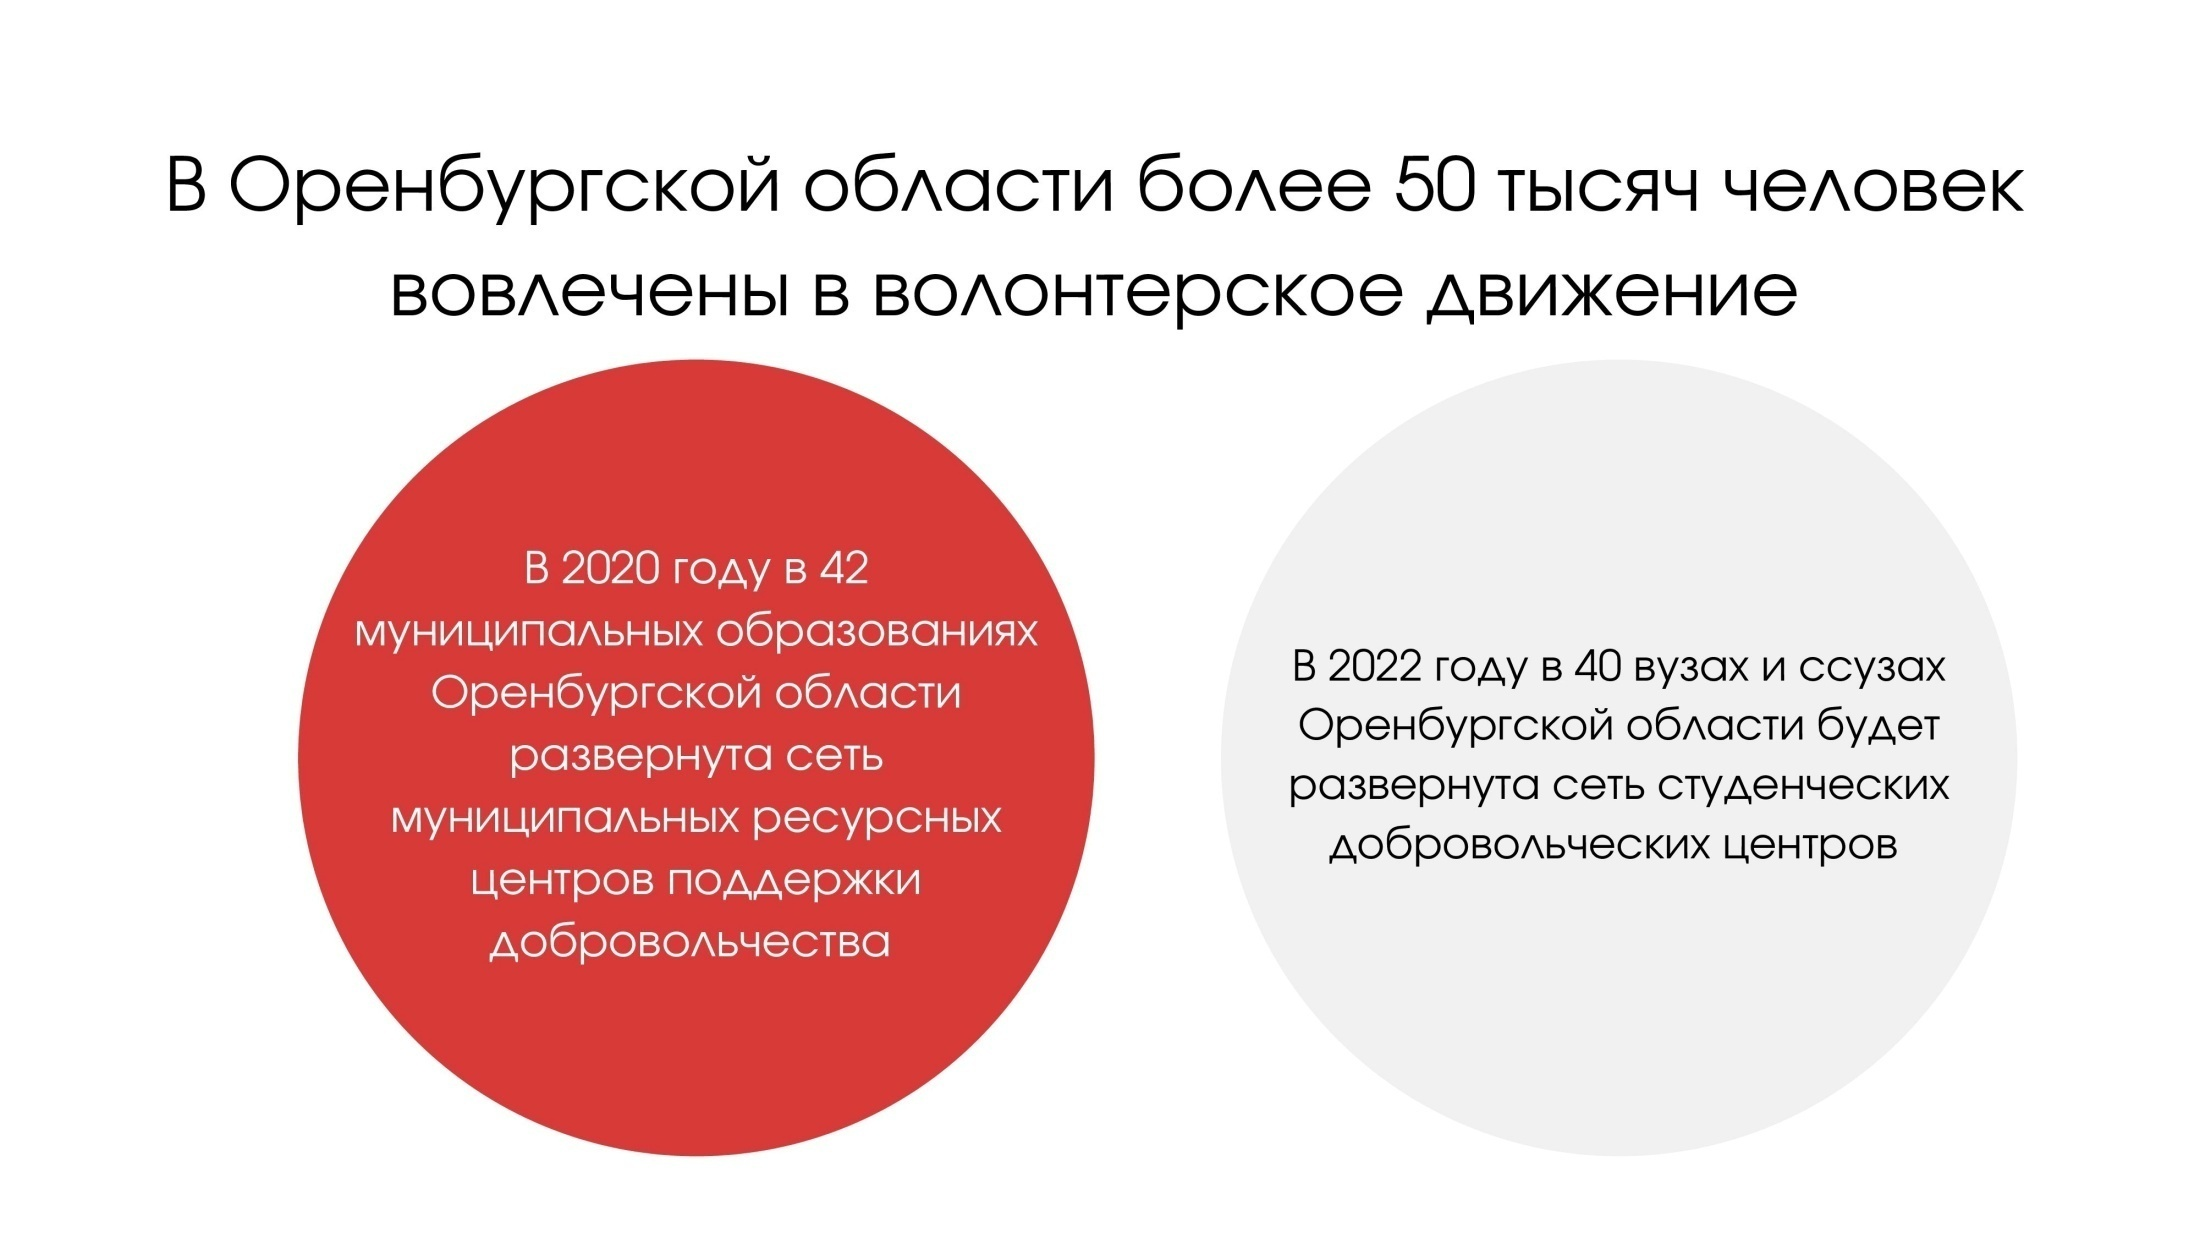 В Оренбургской области более 50 тысяч человек
вовлечены в волонтерское движение
В 2020 году в 42
муниципальных образованиях
Оренбургской области
развернута сеть
муниципальных ресурсных
центров поддержки
добровольчества
В 2022 году в 40 вузах и ссузах
Оренбургской области будет
развернута сеть студенческих
добровольческих центров